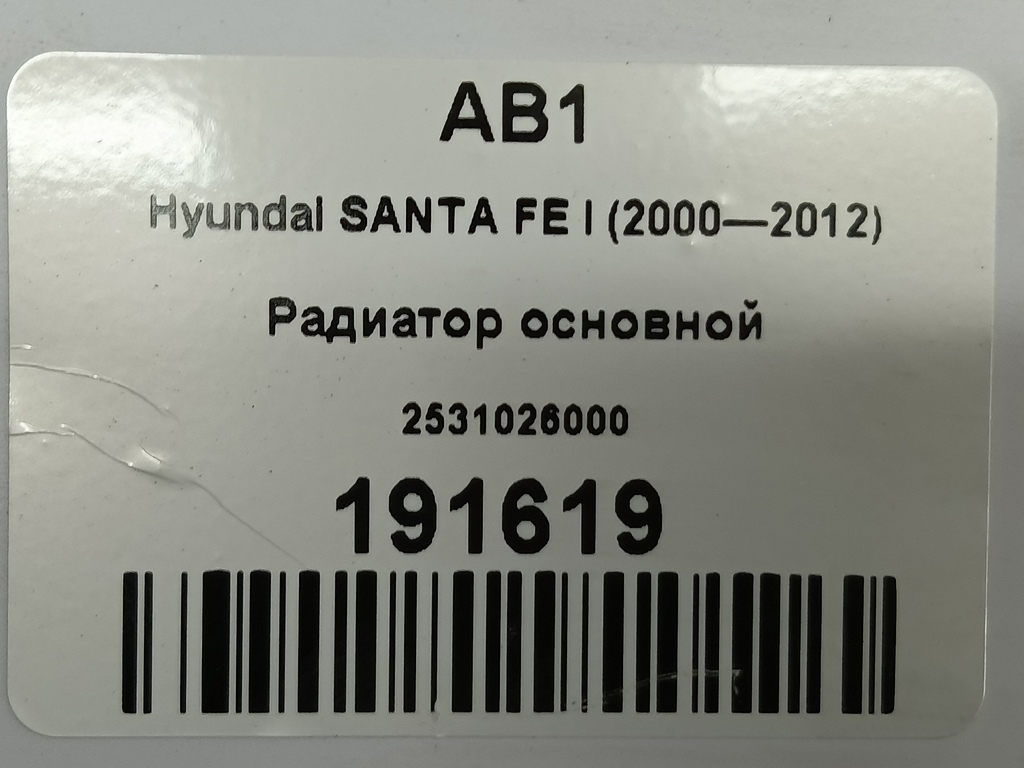 AB1
Hyundai SANTA FE I (2000—2012)
Радиатор основной
2531026000
191619